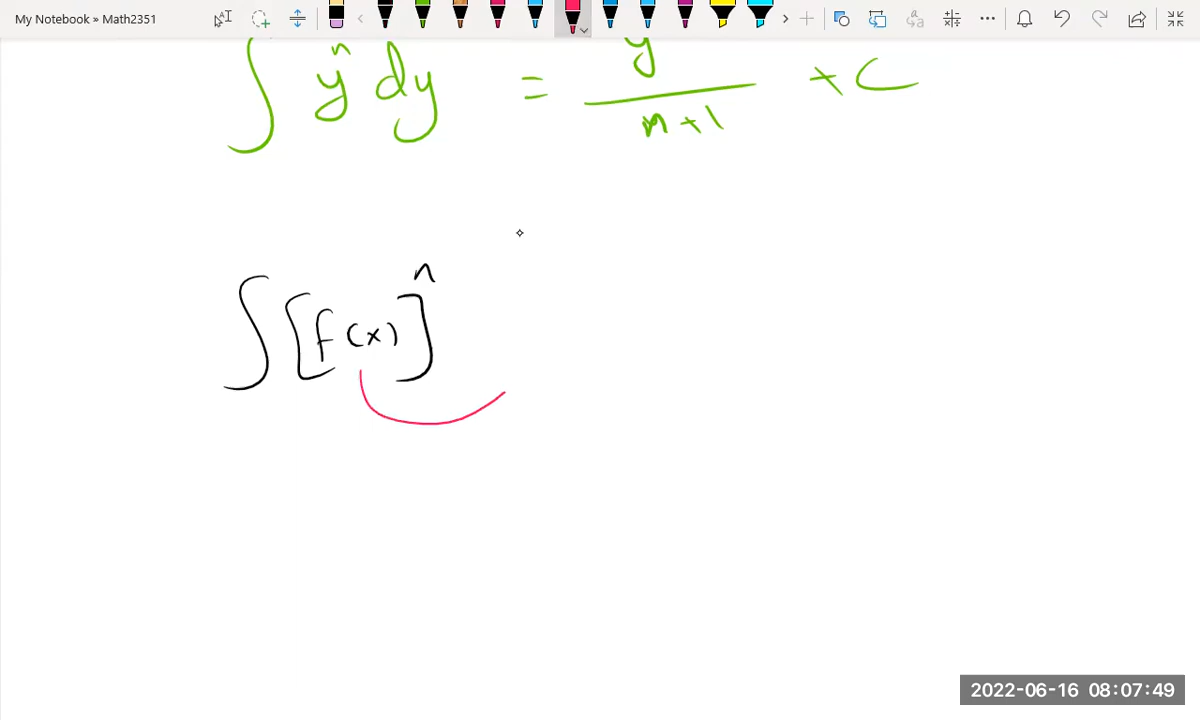 My Notebook » Math2351
∫ yⁿ dy = y / n+1 + C
∫ [f(x)]ⁿ
2022-06-16 08:07:49